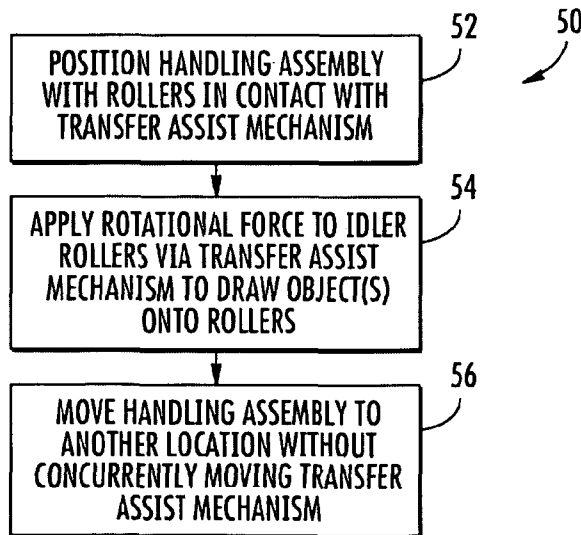 52
50
POSITION HANDLING ASSEMBLY
WITH ROLLERS IN CONTACT WITH
TRANSFER ASSIST MECHANISM
54
APPLY ROTATIONAL FORCE TO IDLER
ROLLERS VIA TRANSFER ASSIST
MECHANISM TO DRAW OBJECT(S)
ONTO ROLLERS
56
MOVE HANDLING ASSEMBLY TO
ANOTHER LOCATION WITHOUT
CONCURRENTLY MOVING TRANSFER
ASSIST MECHANISM